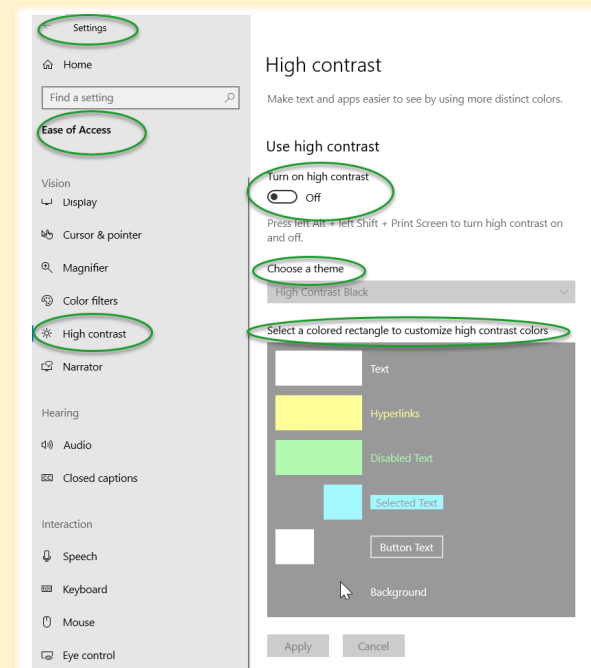 Settings
Home
Find a setting
Ease of Access
Vision
Display
Cursor & pointer
Magnifier
Color filters
High contrast
Narrator
Hearing
Audio
Closed captions
Interaction
Speech
Keyboard
Mouse
Eye control
High contrast
Make text and apps easier to see by using more distinct colors.
Use high contrast
Turn on high contrast
Off
Press left Alt + left Shift + Print Screen to turn high contrast on
and off.
Choose a theme
High Contrast Black
Select a colored rectangle to customize high contrast colors
Text
Hyperlinks
Disabled Text
Selected Text
Button Text
Background
Apply
Cancel